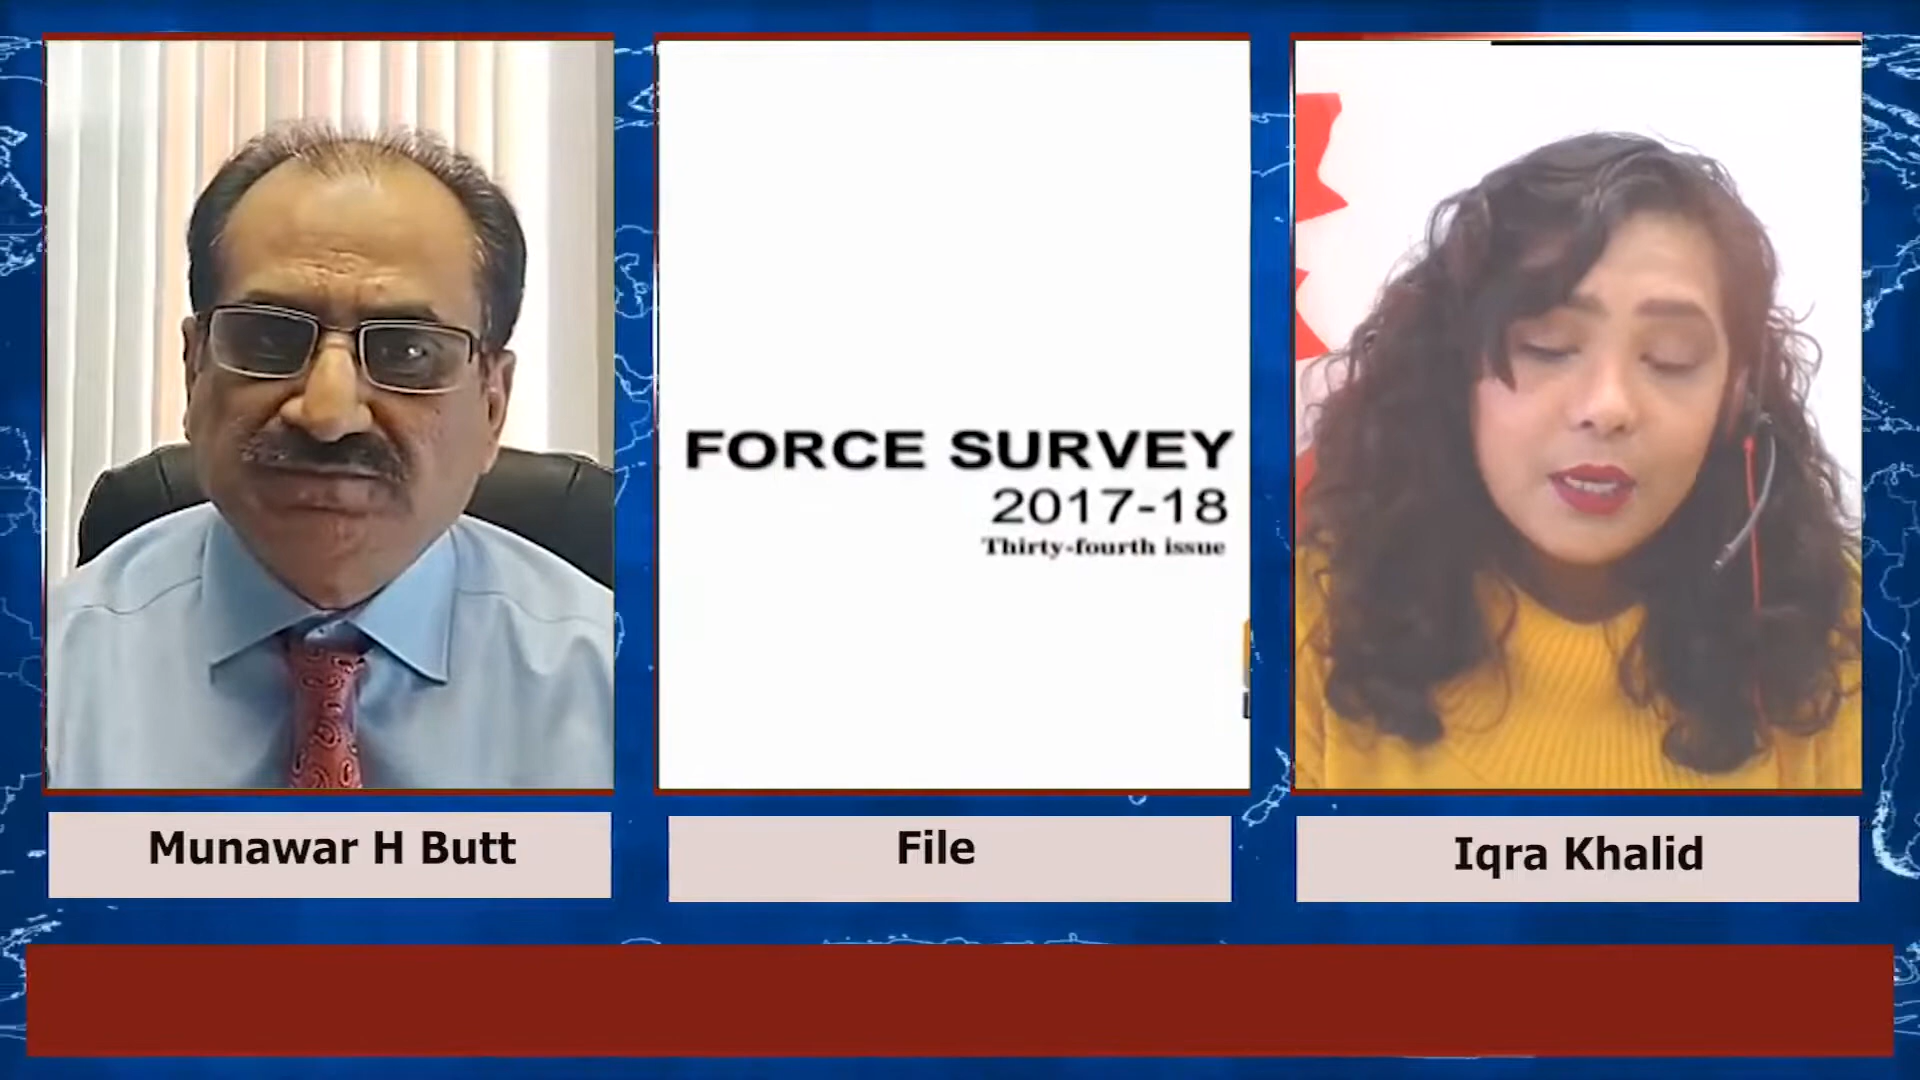 FORCE SURVEY
2017-18
Thirty-fourth issue
Munawar H Butt
File
Iqra Khalid